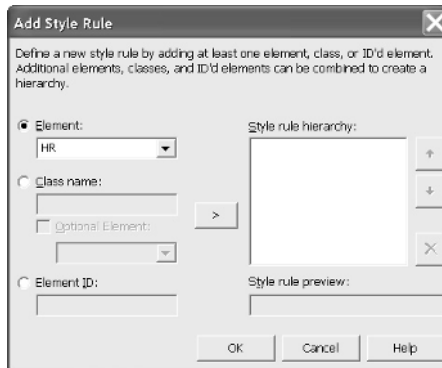 Add Style Rule
Define a new style rule by adding at least one element, class, or ID'd element.
Additional elements, classes, and ID'd elements can be combined to create a
hierarchy.
Element:
HR
Class name:
Optional Element:
Element ID:
>
Style rule hierarchy:
Style rule preview:
OK
Cancel
Help